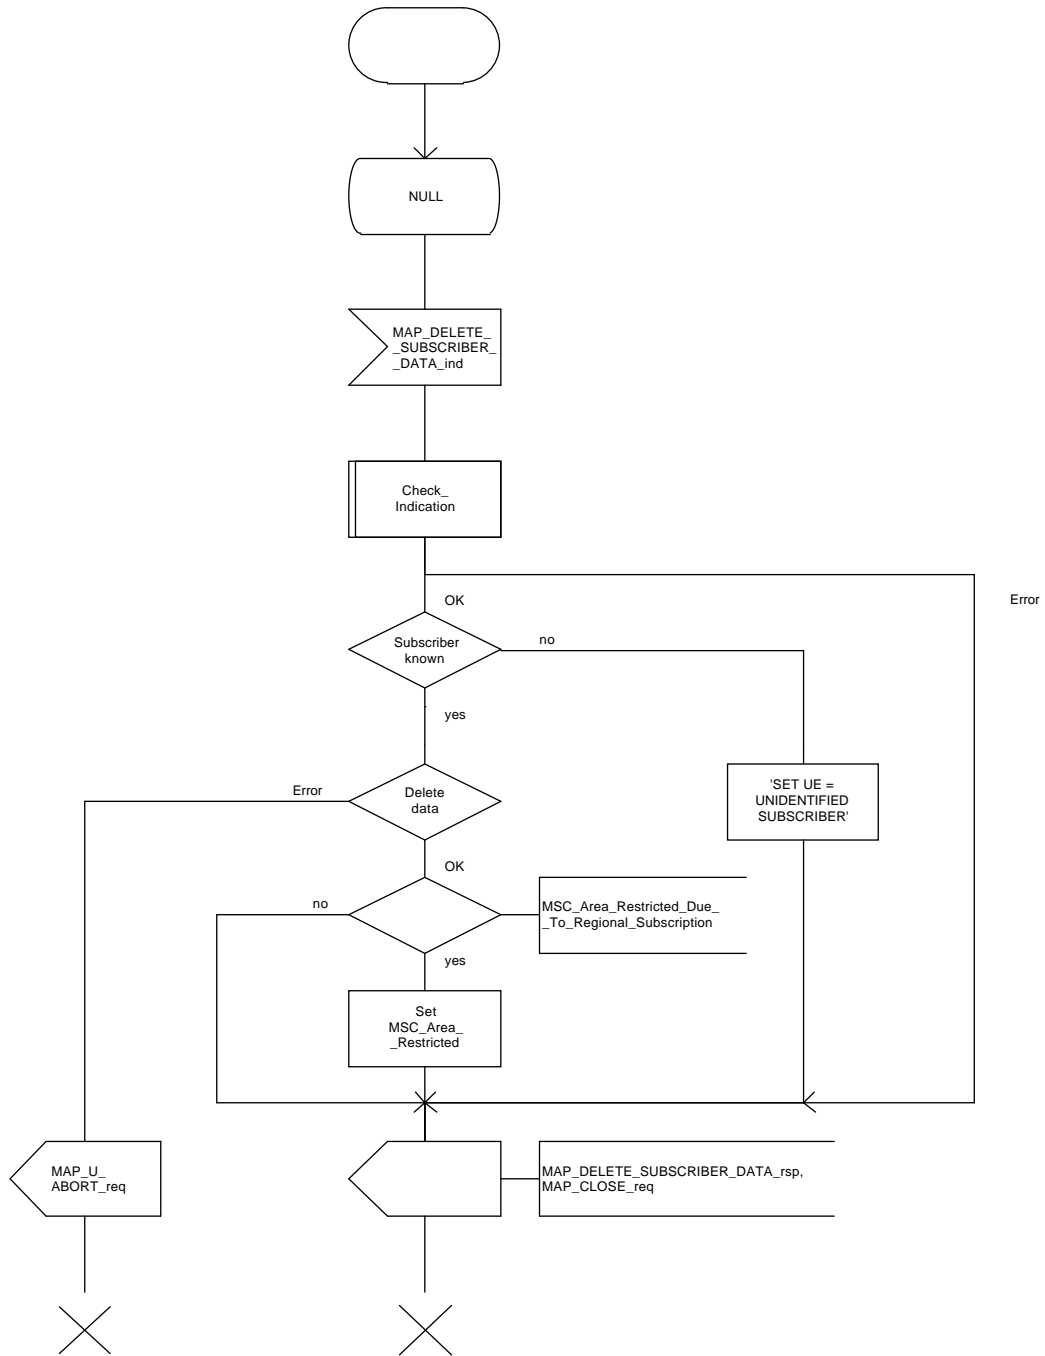 NULL
MAP_DELETE_
_SUBSCRIBER_
_DATA_ind
Check_
Indication
OK
Error
Subscriber
known
no
yes
'SET UE =
UNIDENTIFIED
SUBSCRIBER'
Error
Delete
data
OK
no
MSC_Area_Restricted_Due_
_To_Regional_Subscription
yes
Set
MSC_Area_
_Restricted
MAP_U_
ABORT_req
MAP_DELETE_SUBSCRIBER_DATA_rsp,
MAP_CLOSE_req